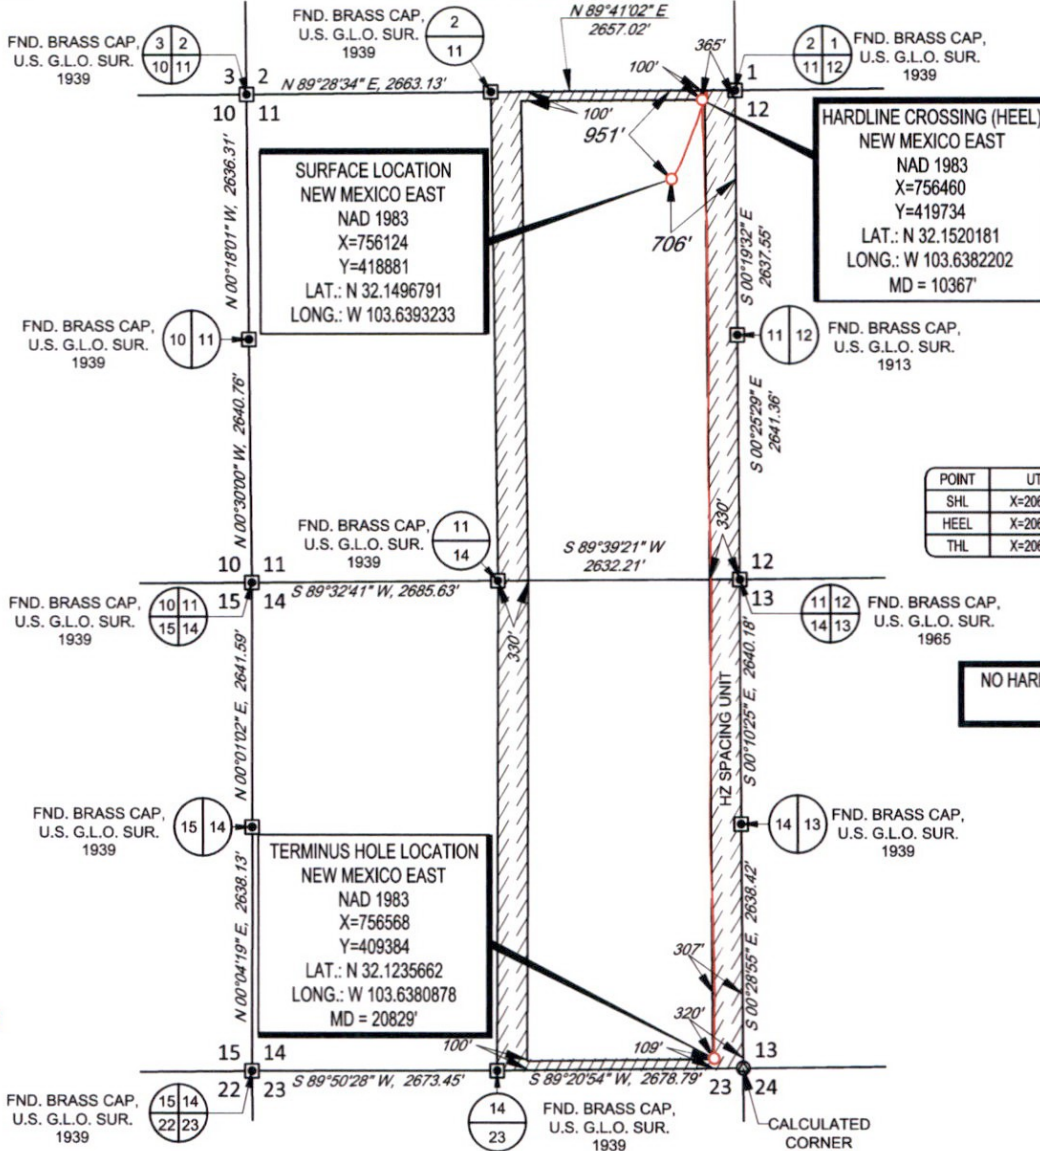 FND. BRASS CAP,
U.S. G.L.O. SUR.
1939
3 2
10 11
3 2
10 11
N 89°28'34" E, 2663.13'
FND. BRASS CAP,
U.S. G.L.O. SUR.
1939
2
11
N 89°41'02" E
2657.02'
100'
365'
2 1
11 12
FND. BRASS CAP,
U.S. G.L.O. SUR.
1939
1
12
100'
951'
706'
HARDLINE CROSSING (HEEL)
NEW MEXICO EAST
NAD 1983
X=756460
Y=419734
LAT.: N 32.1520181
LONG.: W 103.6382202
MD = 10367'
SURFACE LOCATION
NEW MEXICO EAST
NAD 1983
X=756124
Y=418881
LAT.: N 32.1496791
LONG.: W 103.6393233
N 00°18'01" W, 2636.31'
S 00°19'32" E
2637.55'
FND. BRASS CAP,
U.S. G.L.O. SUR.
1939
10 11
11 12
FND. BRASS CAP,
U.S. G.L.O. SUR.
1913
N 00°30'00" W, 2640.76'
S 00°25'29" E
2641.36'
POINT
SHL
HEEL
THL
FND. BRASS CAP,
U.S. G.L.O. SUR.
1939
11
14
S 89°39'21" W
2632.21'
330'
10 11
15 14
S 89°32'41" W, 2685.63'
330'
12
13
FND. BRASS CAP,
U.S. G.L.O. SUR.
1939
10 11
15 14
11 12
14 13
FND. BRASS CAP,
U.S. G.L.O. SUR.
1965
N 00°01'02" E, 2641.59'
S 00°10'25" E, 2640.18'
HZ SPACING UNIT
NO
FND. BRASS CAP,
U.S. G.L.O. SUR.
1939
15 14
14 13
FND. BRASS CAP,
U.S. G.L.O. SUR.
1939
TERMINUS HOLE LOCATION
NEW MEXICO EAST
NAD 1983
X=756568
Y=409384
LAT.: N 32.1235662
LONG.: W 103.6380878
MD = 20829'
N 00°04'19" E, 2638.13'
S 00°28'55" E, 2638.42'
307'
320'
100'
109'
15 14
22 23
S 89°50'28" W, 2673.45'
S 89°20'54" W, 2678.79'
23
13
24
FND. BRASS CAP,
U.S. G.L.O. SUR.
1939
15 14
22 23
14
23
FND. BRASS CAP,
U.S. G.L.O. SUR.
1939
CALCULATED
CORNER